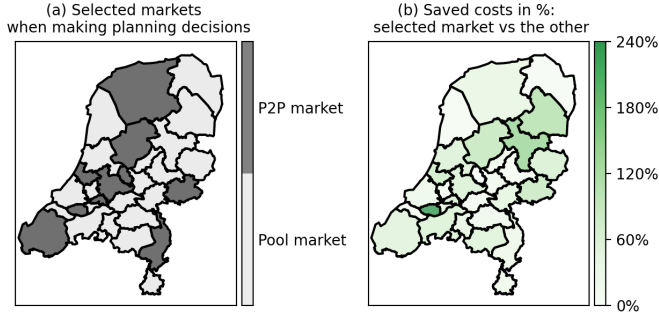 (a) Selected markets
when making planning decisions
P2P market
Pool market
(b) Saved costs in %:
selected market vs the other
240%
180%
120%
60%
0%